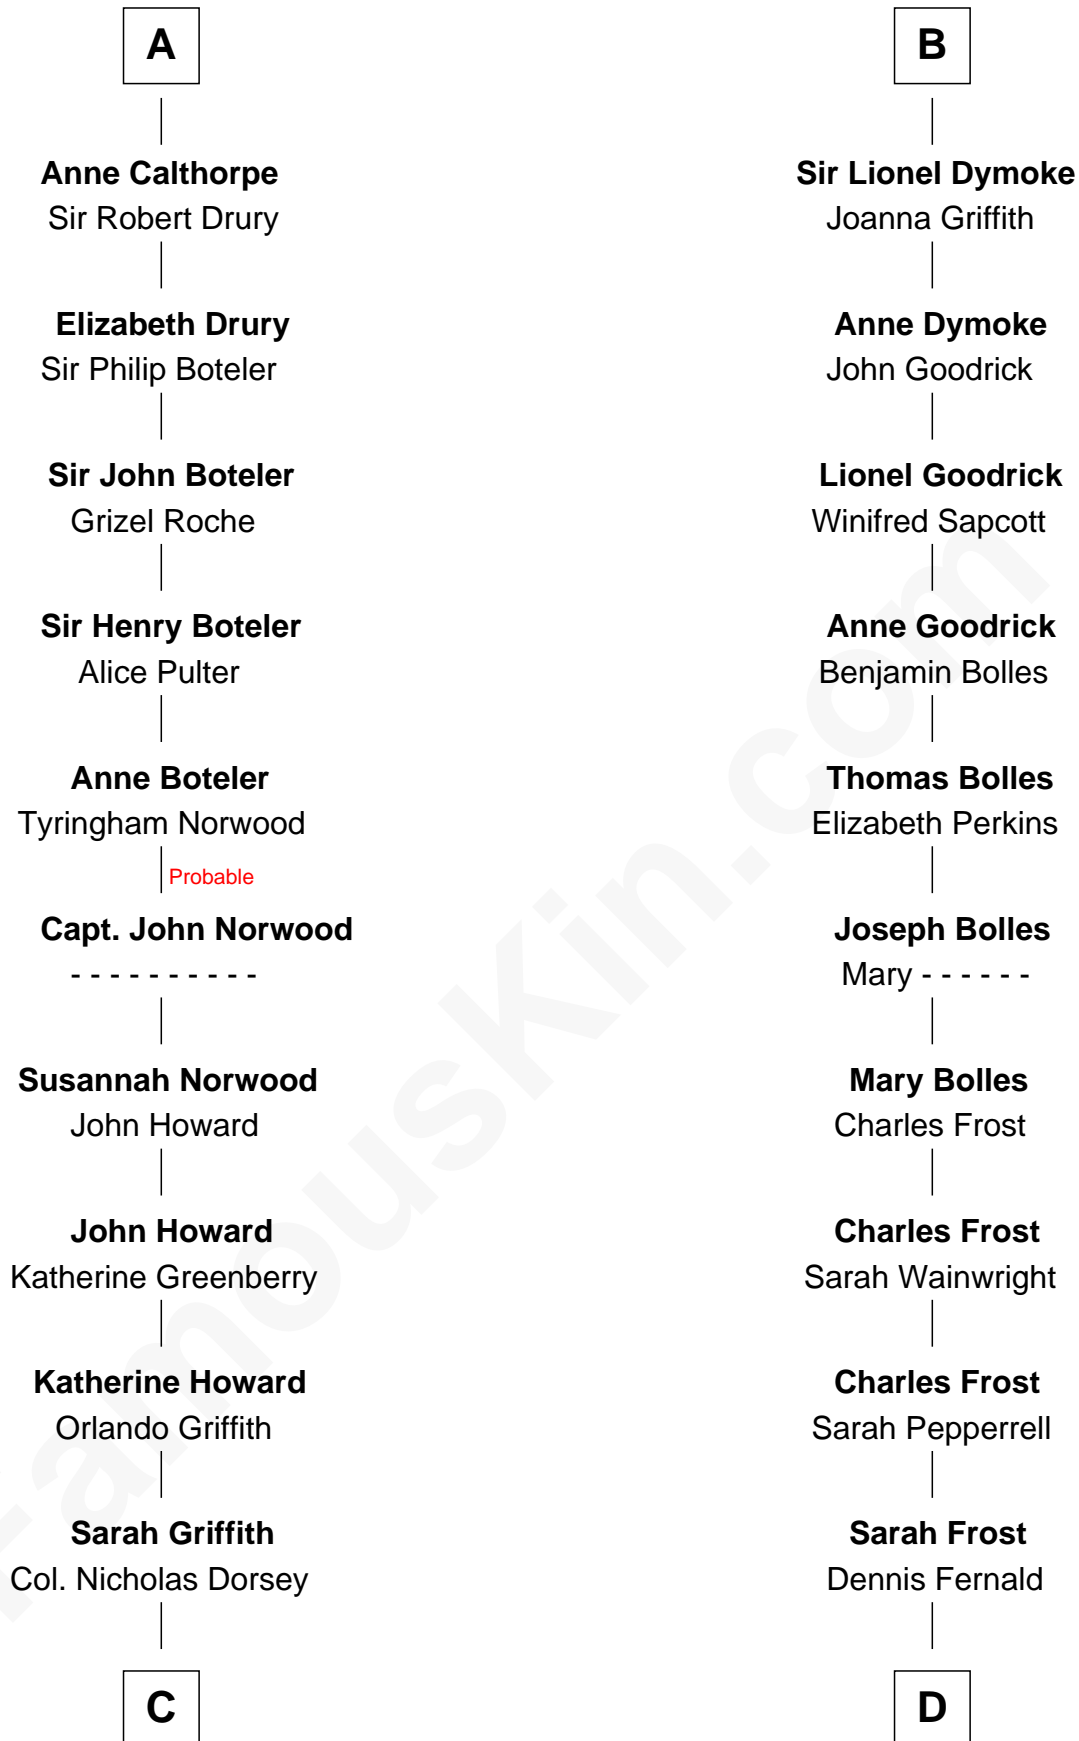 A
Anne Calthorpe
Sir Robert Drury
Elizabeth Drury
Sir Philip Boteler
Sir John Boteler
Grizel Roche
Sir Henry Boteler
Alice Pulter
Anne Boteler
Tyringham Norwood
Probable
Capt. John Norwood
- - - - - - - - - -
Susannah Norwood
John Howard
John Howard
Katherine Greenberry
Katherine Howard
Orlando Griffith
Sarah Griffith
Col. Nicholas Dorsey
C
B
Sir Lionel Dymoke
Joanna Griffith
Anne Dymoke
John Goodrick
Lionel Goodrick
Winifred Sapcott
Anne Goodrick
Benjamin Bolles
Thomas Bolles
Elizabeth Perkins
Joseph Bolles
Mary - - - - - -
Mary Bolles
Charles Frost
Charles Frost
Sarah Wainwright
Charles Frost
Sarah Pepperrell
Sarah Frost
Dennis Fernald
D
FamousKin.com